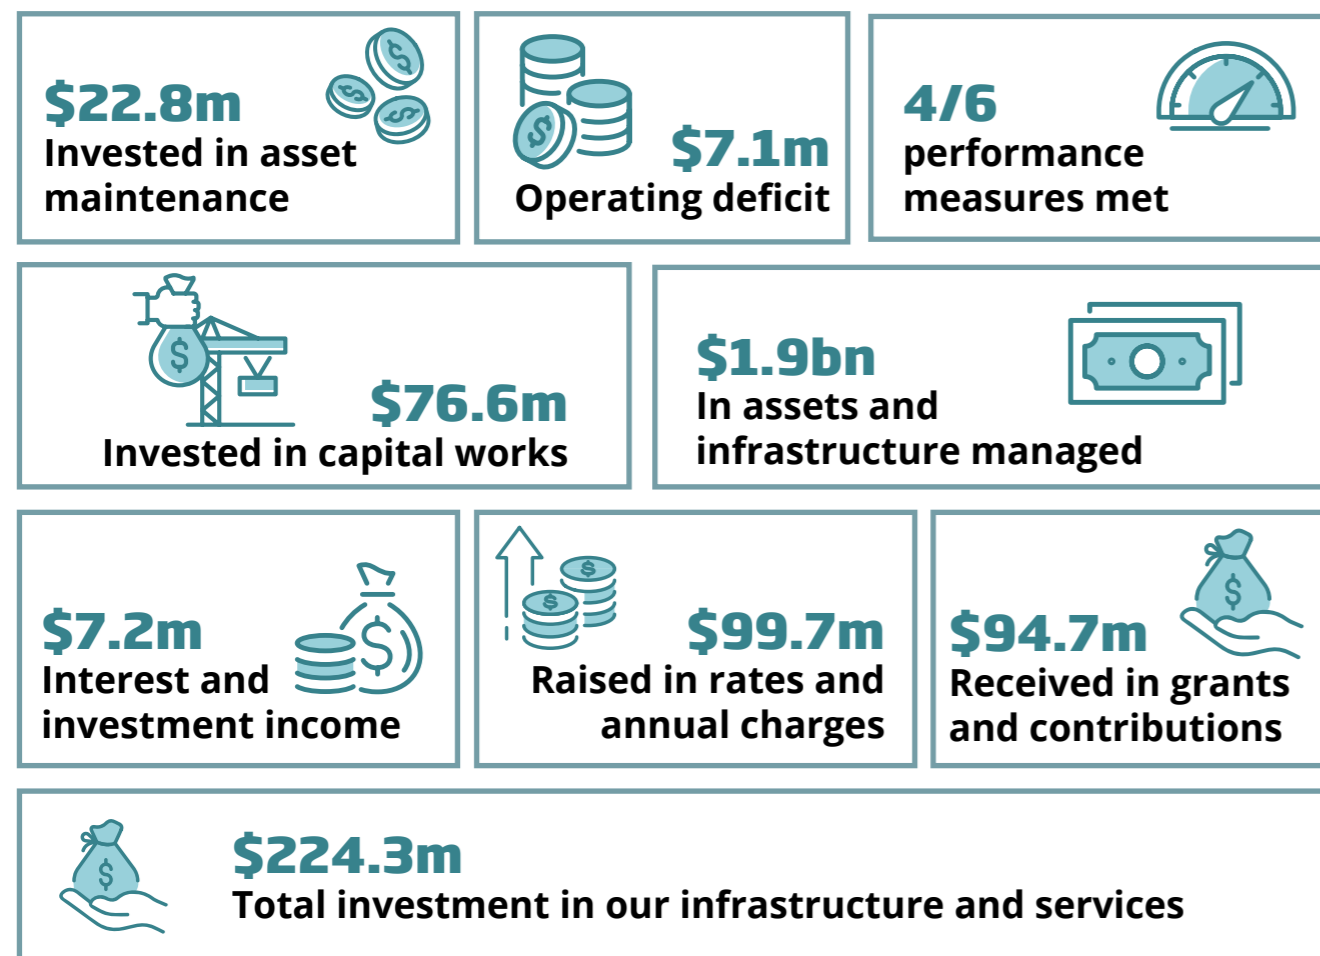 $22.8m
Invested in asset
maintenance
$7.1m
Operating deficit
4/6
performance
measures met
$76.6m
Invested in capital works
$1.9bn
In assets and
infrastructure managed
$7.2m
Interest and
investment income
$99.7m
Raised in rates and
annual charges
$94.7m
Received in grants
and contributions
$224.3m
Total investment in our infrastructure and services